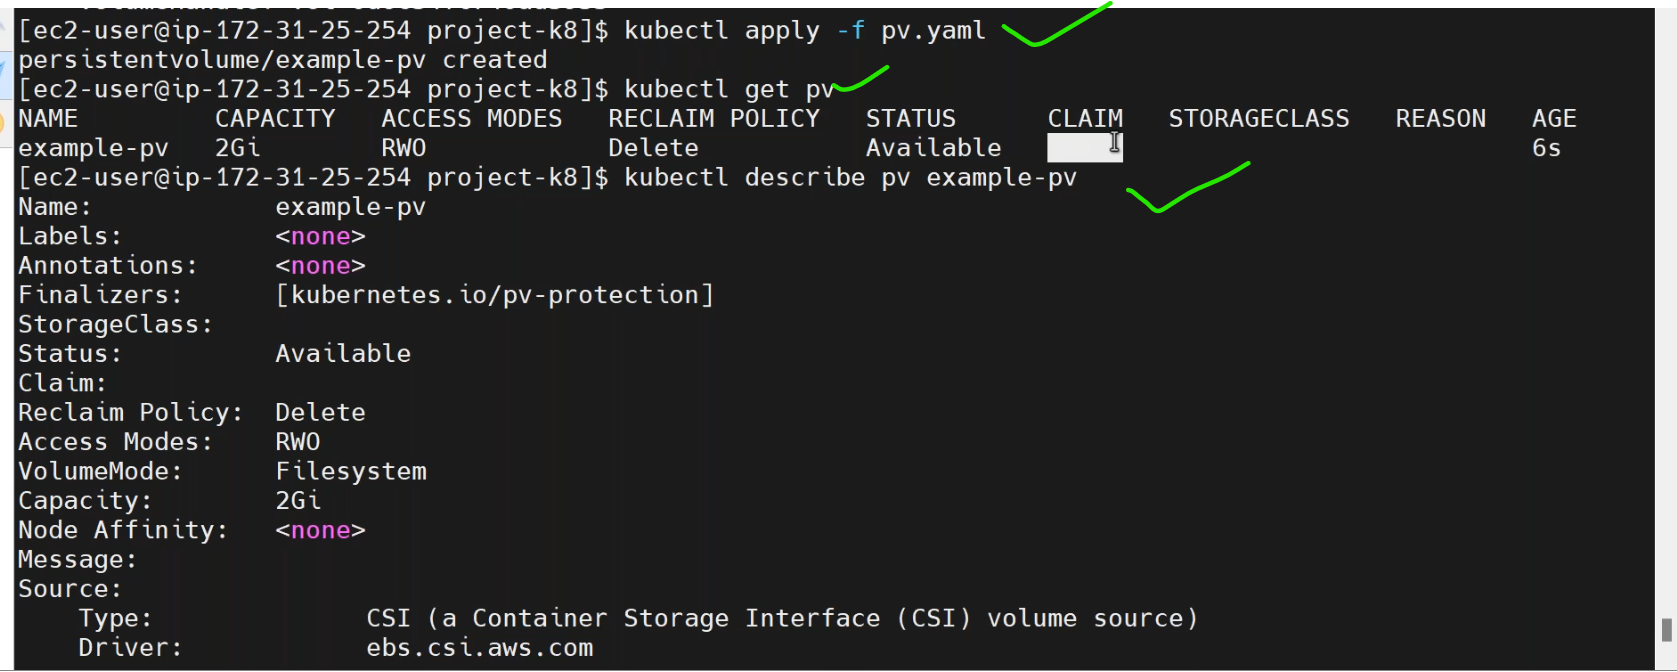 [ec2-user@ip-172-31-25-254 project-k8]$ kubectl apply -f pv.yaml
persistentvolume/example-pv created
[ec2-user@ip-172-31-25-254 project-k8]$ kubectl get pv
NAME CAPACITY ACCESS MODES RECLAIM POLICY STATUS CLAIM STORAGECLASS REASON AGE
example-pv 2Gi RWO Delete Available 6s
[ec2-user@ip-172-31-25-254 project-k8]$ kubectl describe pv example-pv
Name: example-pv
Labels: <none>
Annotations: <none>
Finalizers: [kubernetes.io/pv-protection]
StorageClass:
Status: Available
Claim:
Reclaim Policy: Delete
Access Modes: RWO
VolumeMode: Filesystem
Capacity: 2Gi
Node Affinity: <none>
Message:
Source:
Type: CSI (a Container Storage Interface (CSI) volume source)
Driver: ebs.csi.aws.com